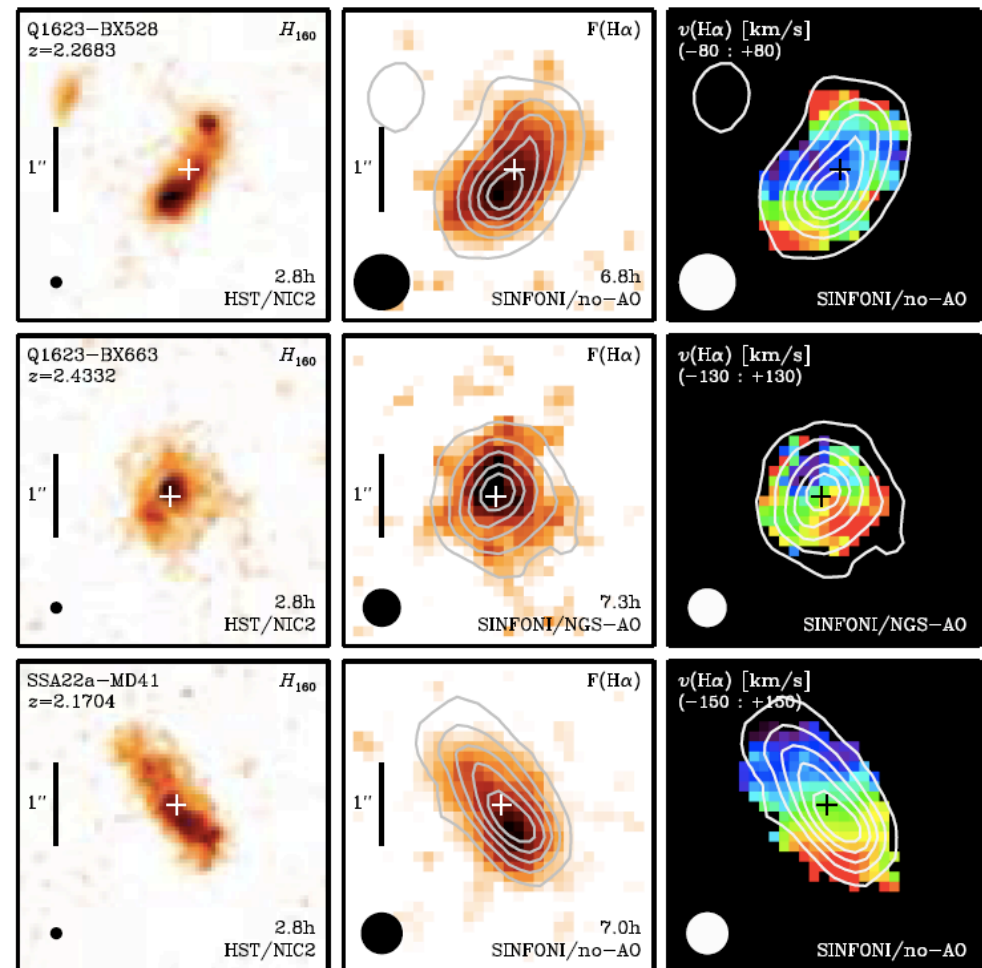 Q1623−BX528 H₁₆₀
z=2.2683
1″
2.8h
HST/NIC2
F(Hα)
1″
6.8h
SINFONI/no−AO
v(Hα) [km/s]
(−80 : +80)
SINFONI/no−AO
Q1623−BX663 H₁₆₀
z=2.4332
1″
2.8h
HST/NIC2
F(Hα)
1″
7.3h
SINFONI/NGS−AO
v(Hα) [km/s]
(−130 : +130)
SINFONI/NGS−AO
SSA22a−MD41 H₁₆₀
z=2.1704
1″
2.8h
HST/NIC2
F(Hα)
1″
7.0h
SINFONI/no−AO
v(Hα) [km/s]
(−150 : +150)
SINFONI/no−AO